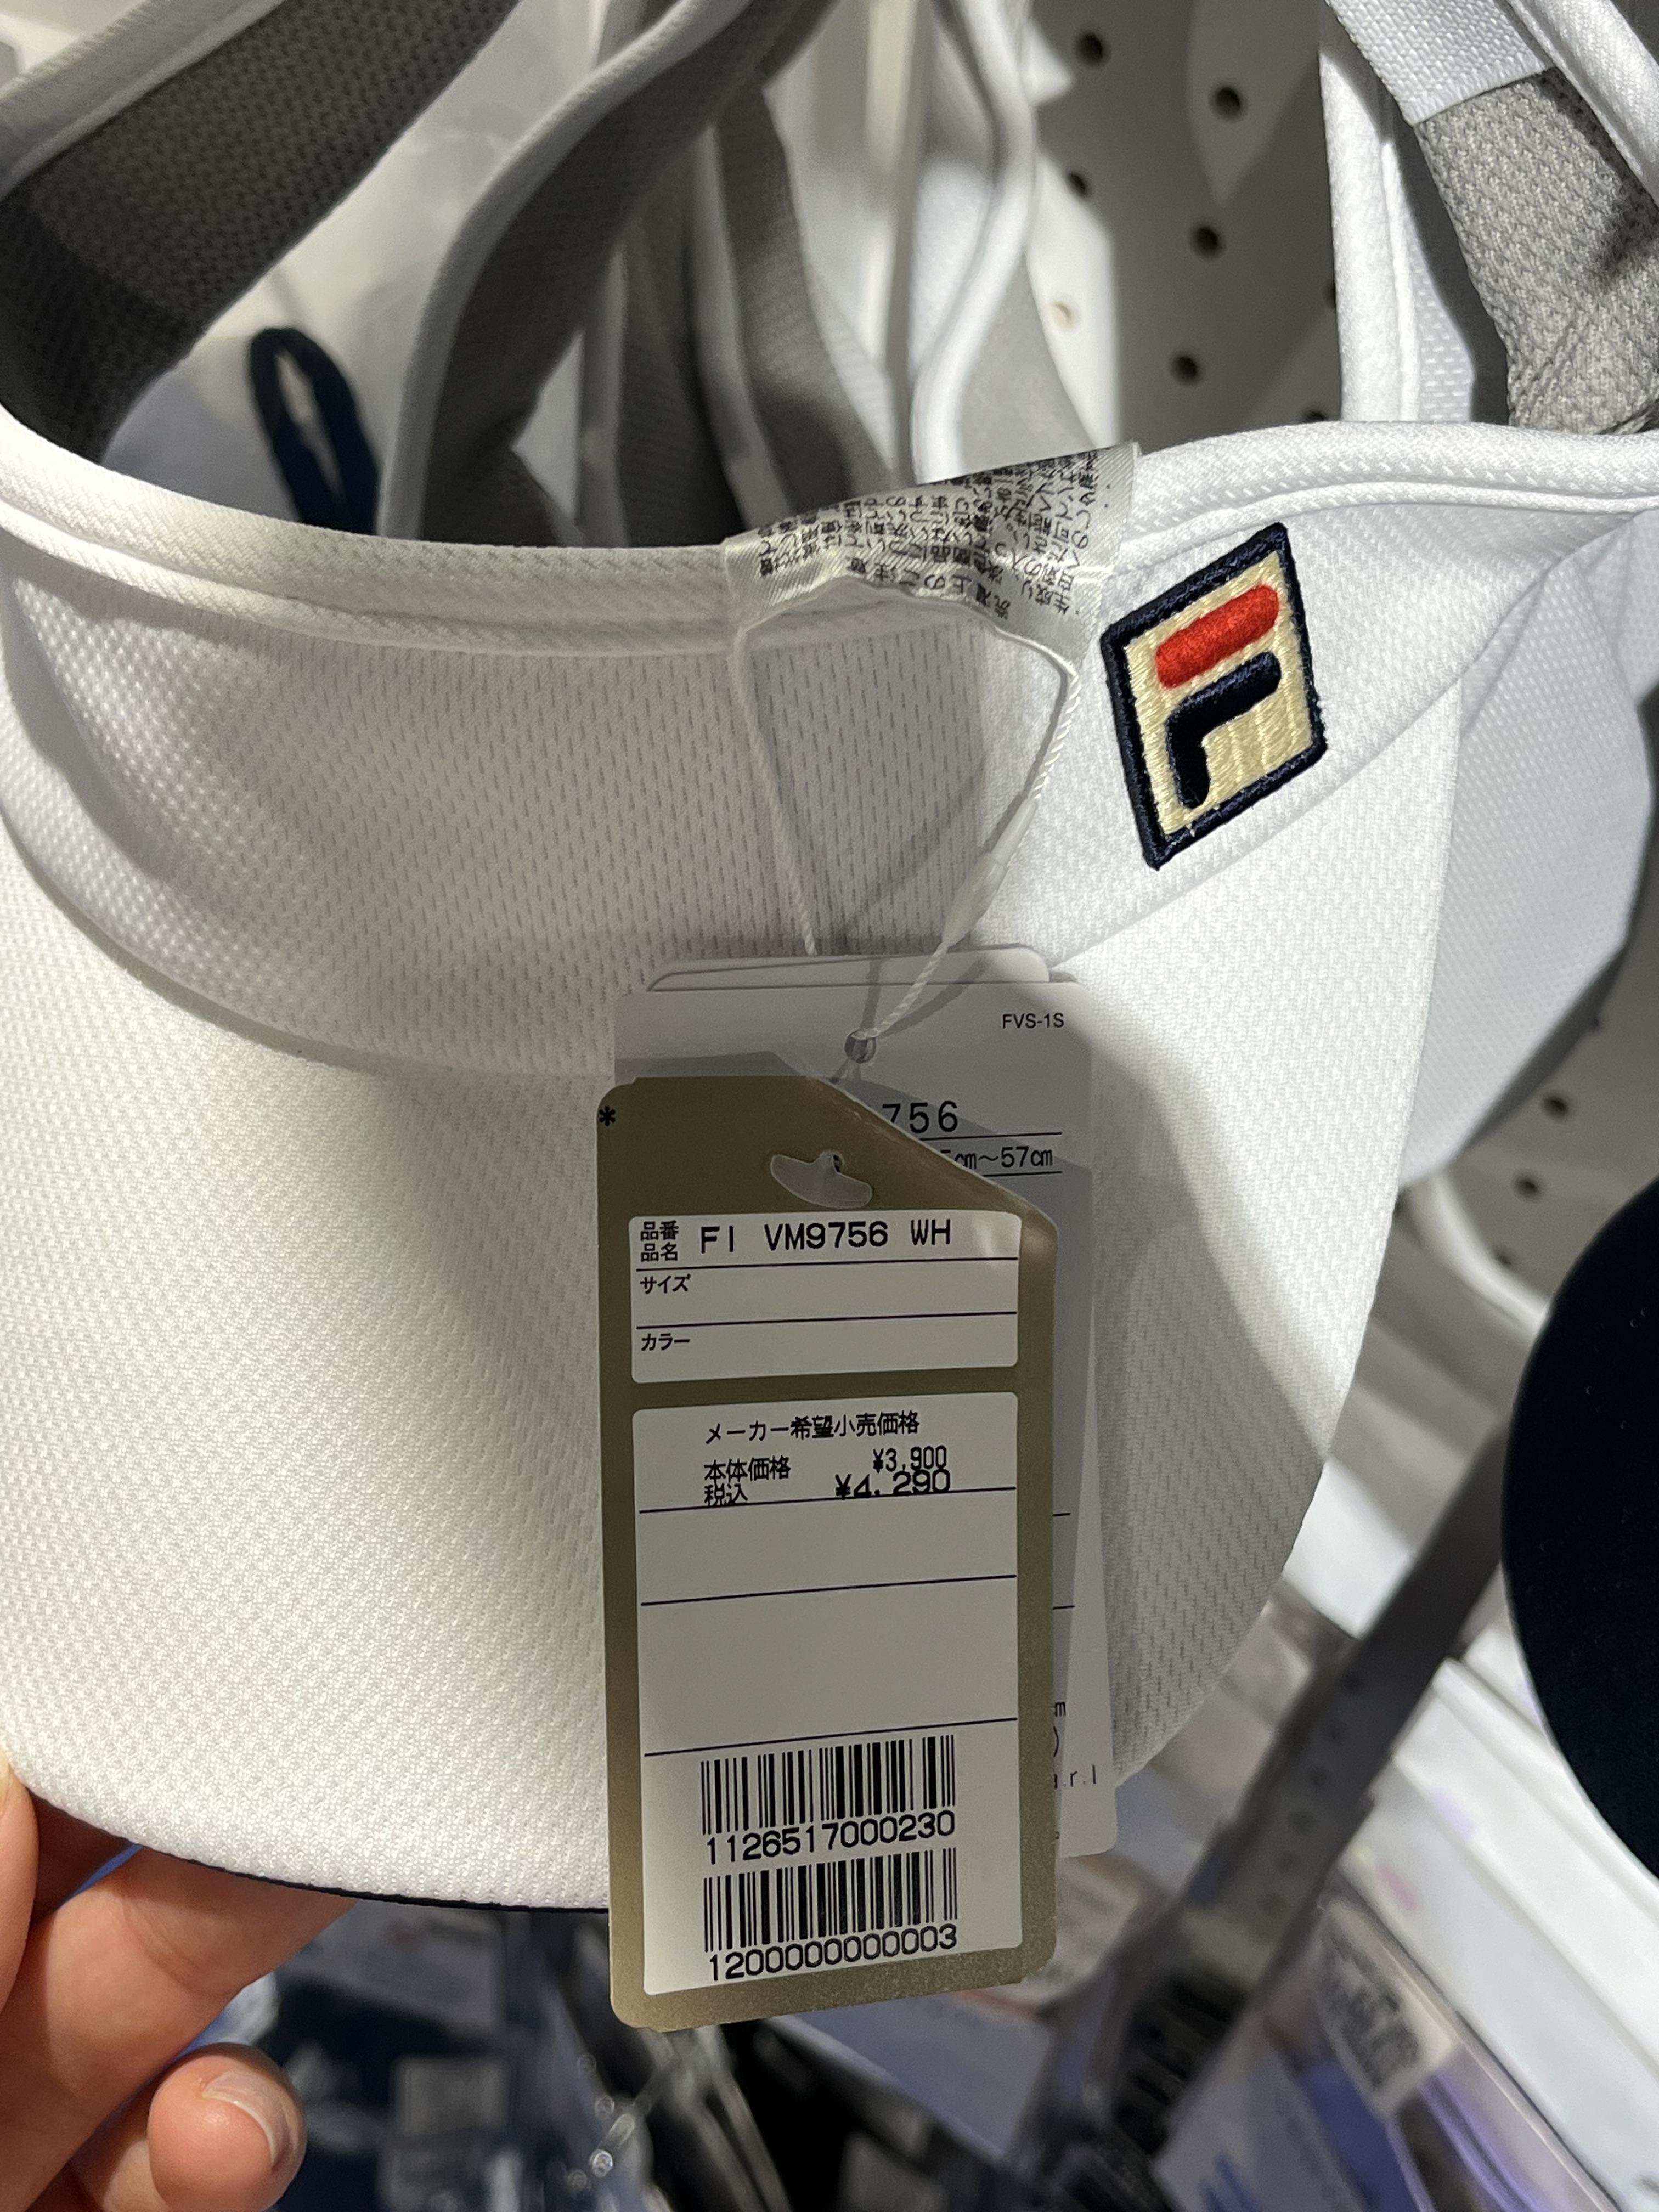 FVS-1S
756
cm～57cm
*
品番
品名 FI VM9756 WH
サイズ
カラー
メーカー希望小売価格
本体価格 ¥3,900
税込 ¥4,290
1126517000230
1200000000003
F